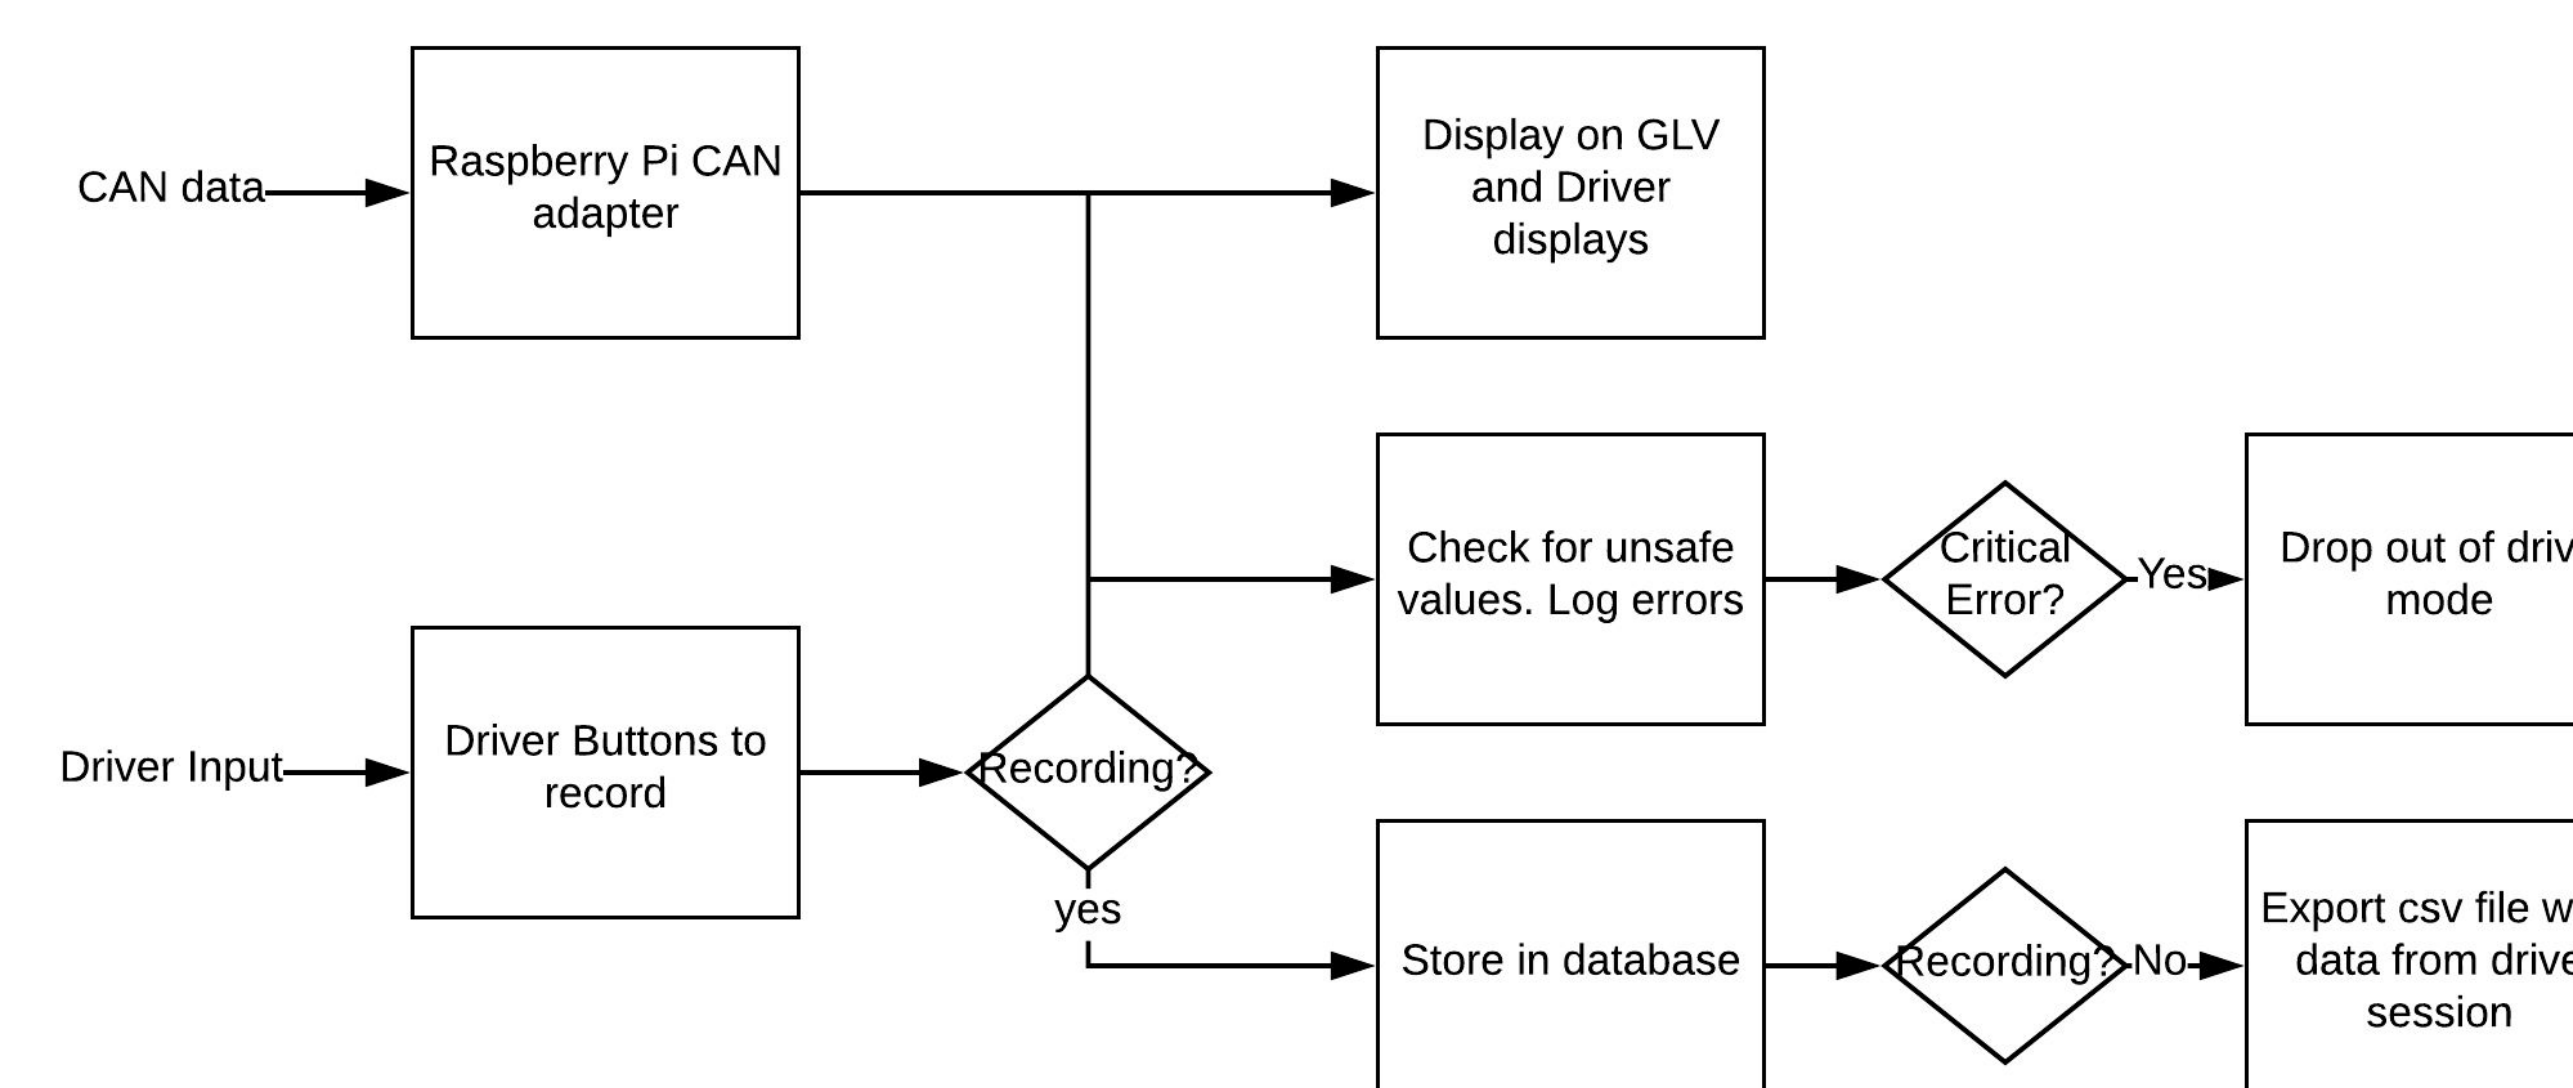 CAN data
Raspberry Pi CAN
adapter
Display on GLV
and Driver
displays
Check for unsafe
values. Log errors
Critical
Error?
Yes
Drop out of driv
mode
Driver Input
Driver Buttons to
record
Recording?
yes
Store in database
Recording?
No
Export csv file w
data from drive
session